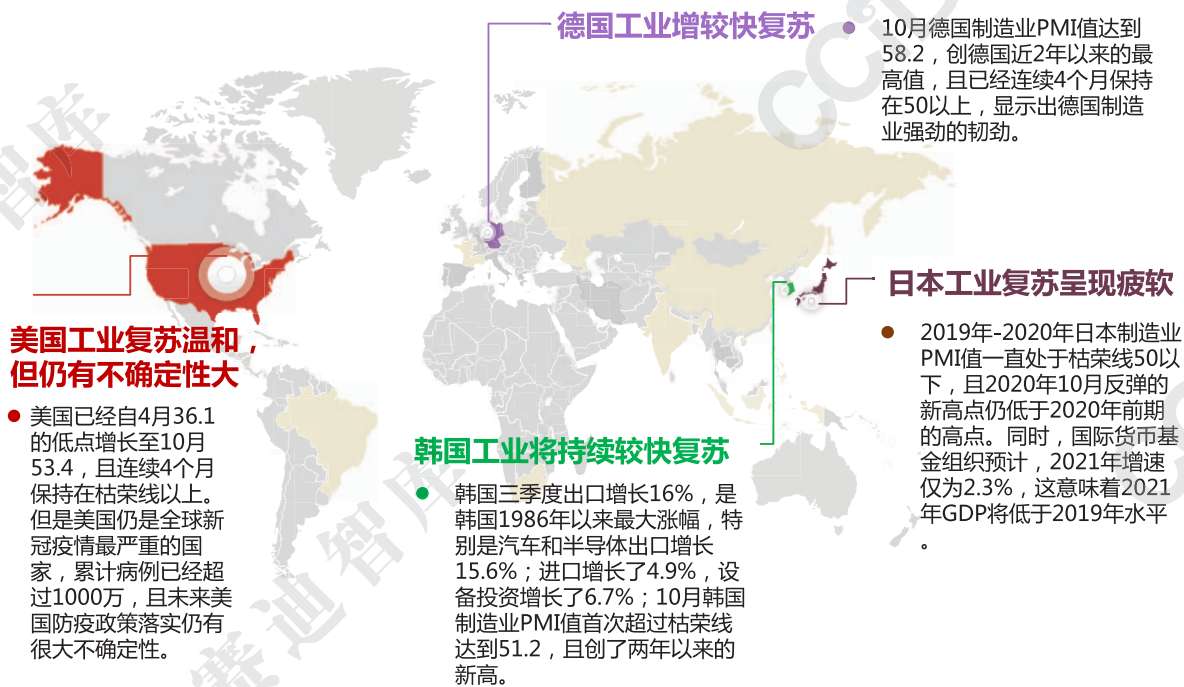 德国工业增较快复苏
10月德国制造业PMI值达到
58.2，创德国近2年以来的最
高值，且已经连续4个月保持
在50以上，显示出德国制造
业强劲的韧劲。
美国工业复苏温和，
但仍有不确定性大
美国已经自4月36.1
的低点增长至10月
53.4，且连续4个月
保持在枯荣线以上。
但是美国仍是全球新
冠疫情最严重的国
家，累计病例已经超
过1000万，且未来美
国防疫政策落实仍有
很大不确定性。
韩国工业将持续较快复苏
韩国三季度出口增长16%，是
韩国1986年以来最大涨幅，特
别是汽车和半导体出口增长
15.6%；进口增长了4.9%，设
备投资增长了6.7%；10月韩国
制造业PMI值首次超过枯荣线
达到51.2，且创了两年以来的
新高。
日本工业复苏呈现疲软
2019年-2020年日本制造业
PMI值一直处于枯荣线50以
下，且2020年10月反弹的
新高点仍低于2020年前期
的高点。同时，国际货币基
金组织预计，2021年增速
仅为2.3%，这意味着2021
年GDP将低于2019年水平
。
智库
赛迪智库
CC